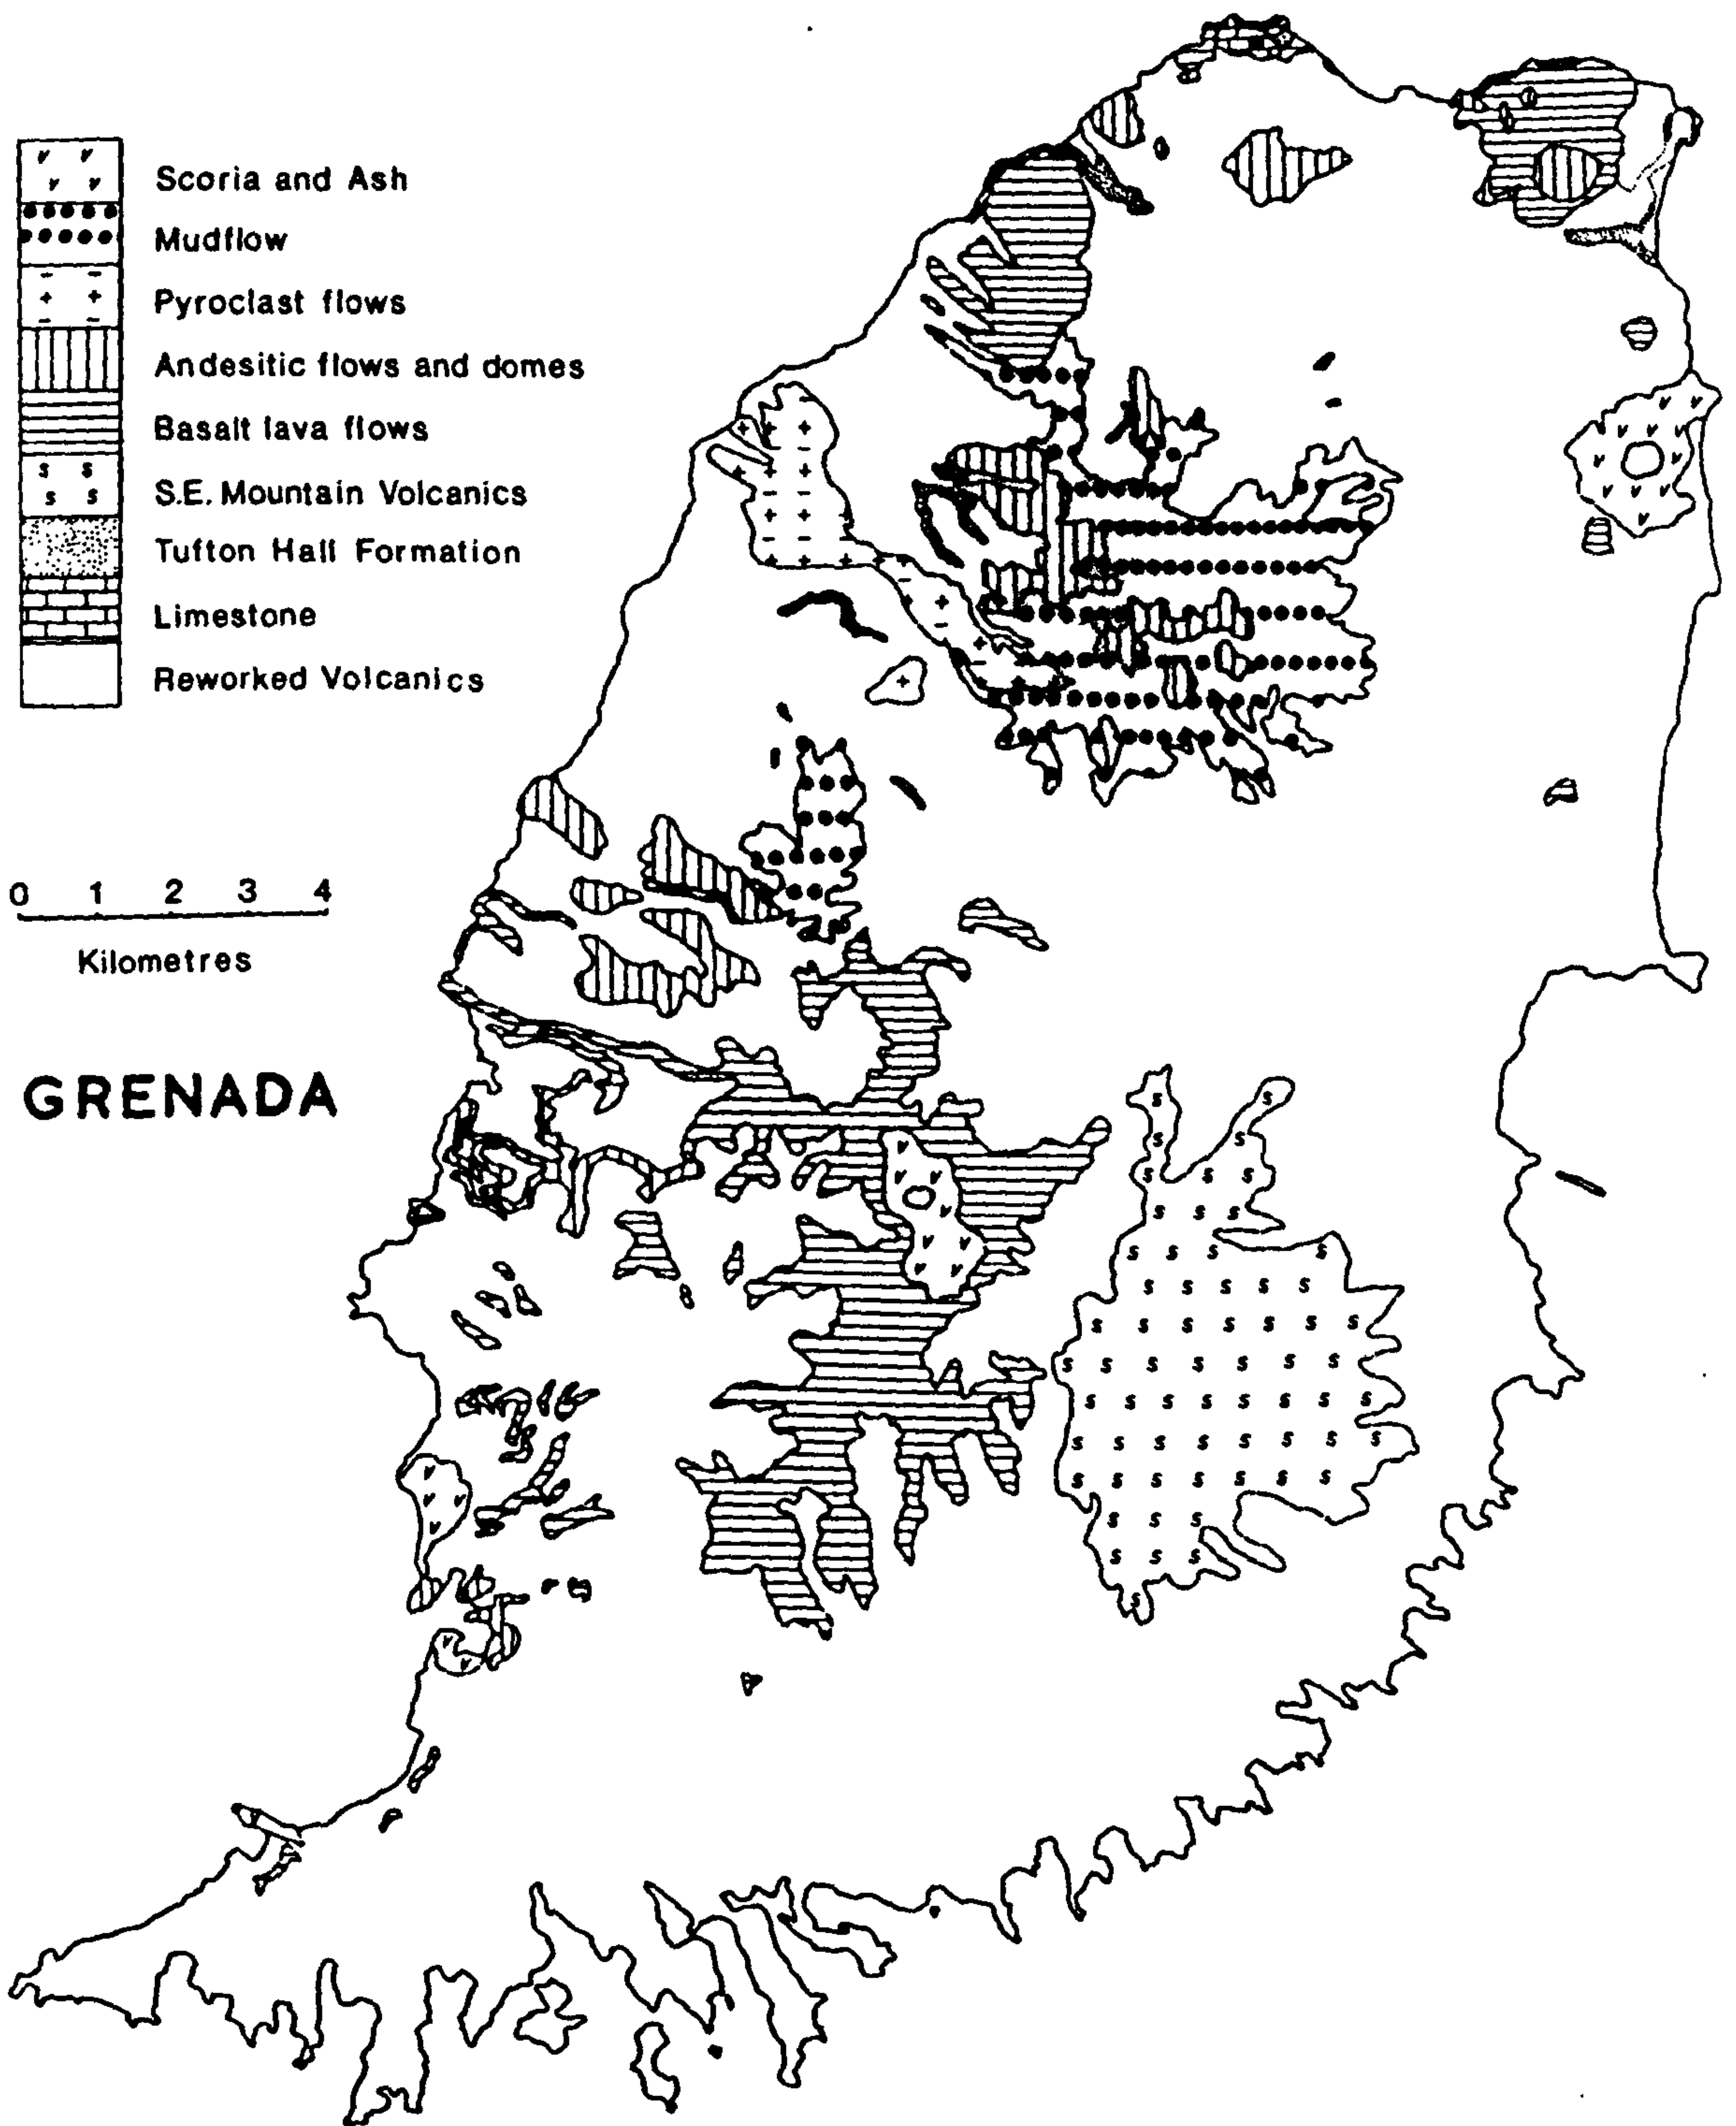 Scoria and Ash
Mudflow
Pyroclast flows
Andesitic flows and domes
Basalt lava flows
S.E. Mountain Volcanics
Tufton Hall Formation
Limestone
Reworked Volcanics
0 1 2 3 4
Kilometres
GRENADA